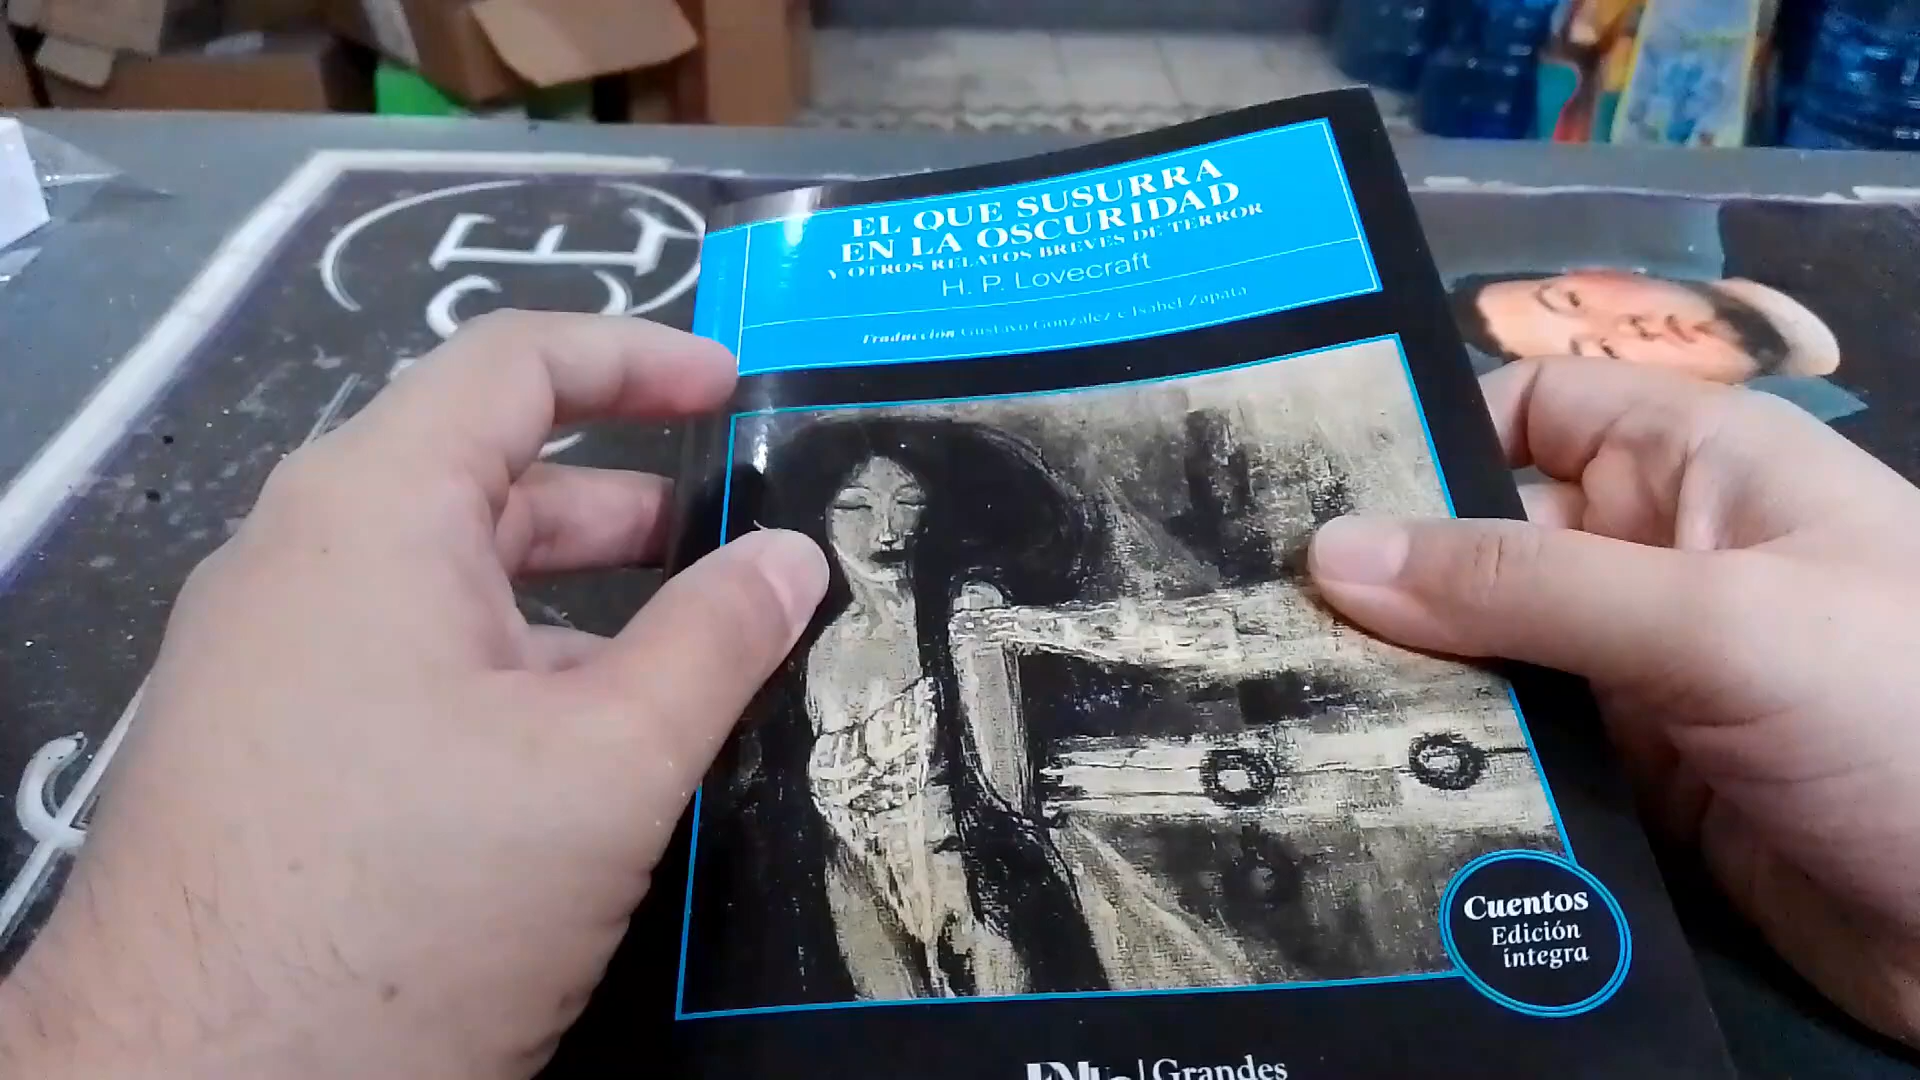 EL QUE SUSURRA
EN LA OSCURIDAD
Y OTROS RELATOS BREVES DE TERROR
H. P. Lovecraft
Traducción Gustavo González e Isabel Zapata
Cuentos
Edición
íntegra
Grandes